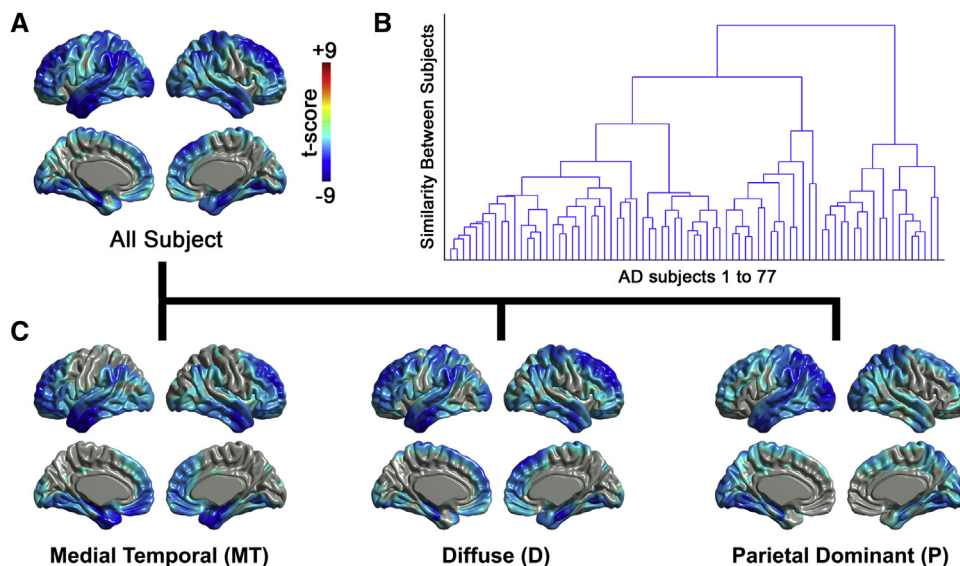 A
+9
t-score
-9
All Subject
B
Similarity Between Subjects
AD subjects 1 to 77
C
Medial Temporal (MT)
Diffuse (D)
Parietal Dominant (P)